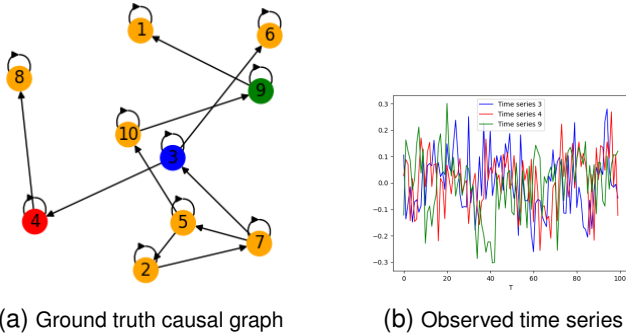 1
6
8
9
10
3
4
5
7
2
Time series 3
Time series 4
Time series 9
0.3
0.2
0.1
0.0
−0.1
−0.2
−0.3
0 20 40 60 80 100
T
(a) Ground truth causal graph
(b) Observed time series